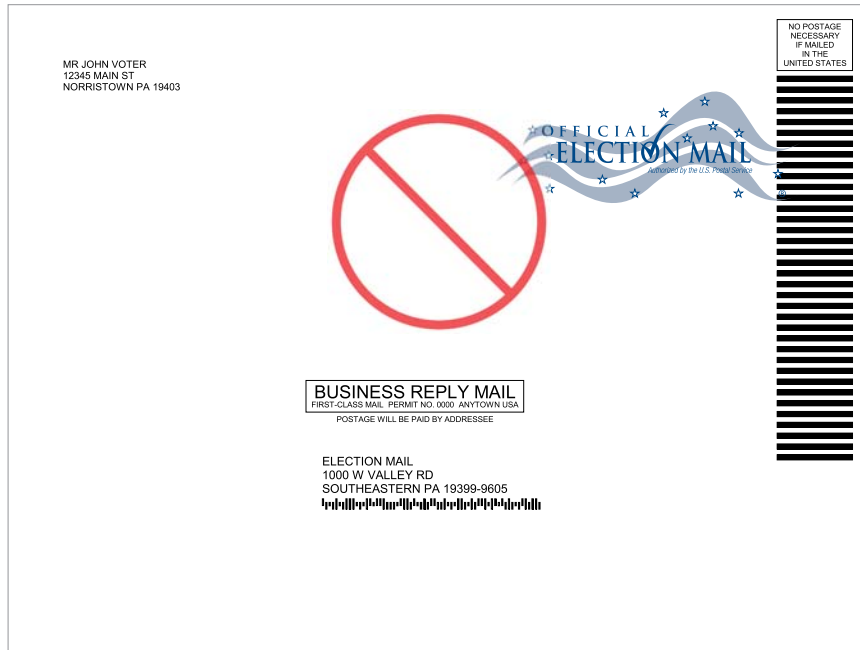 NO POSTAGE
NECESSARY
IF MAILED
IN THE
UNITED STATES
MR JOHN VOTER
12345 MAIN ST
NORRISTOWN PA 19403
OFFICIAL
ELECTION MAIL
Authorized by the U.S. Postal Service
®
BUSINESS REPLY MAIL
FIRST-CLASS MAIL PERMIT NO. 0000 ANYTOWN USA
POSTAGE WILL BE PAID BY ADDRESSEE
ELECTION MAIL
1000 W VALLEY RD
SOUTHEASTERN PA 19399-9605